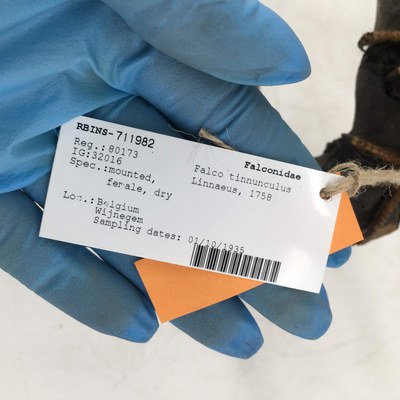 RBINS-711982
Falconidae
Reg.:80173
Falco tinnunculus
IG:32016
Linnaeus, 1758
Spec.:mounted,
female, dry
Loc.:Belgium
Wijnegem
Sampling dates: 01/10/1935